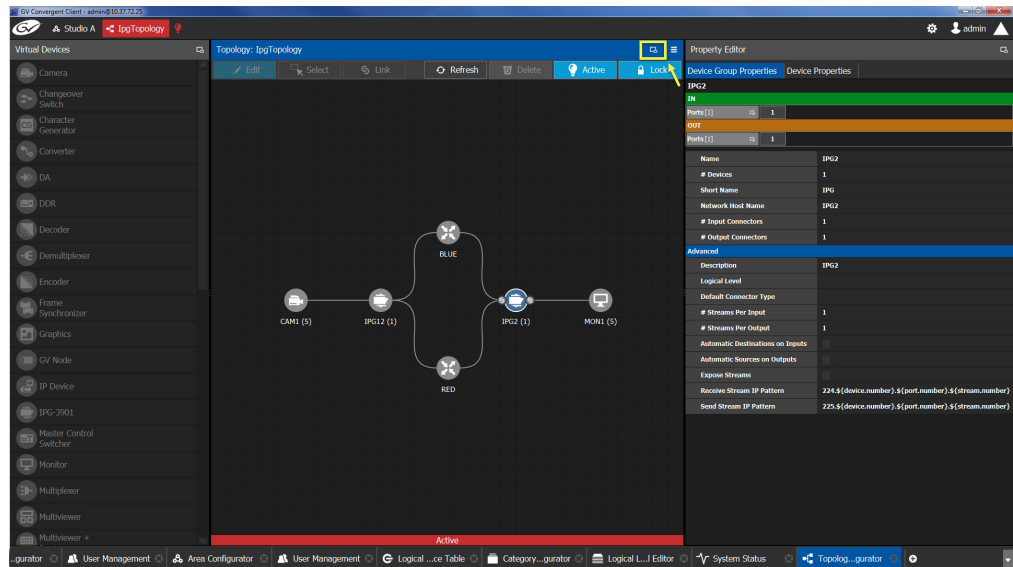 GV Convergent Client - admin@10.37.72.25
GV
Studio A
IpgTopology
admin
Virtual Devices
Topology: IpgTopology
Property Editor
Camera
Changeover
Switch
CG
Character
Generator
Converter
DA
DDR
Decoder
Demultiplexer
Encoder
Frame
Synchronizer
Graphics
GV Node
IP Device
IPG-3901
Master Control
Switcher
Monitor
Multiplexer
Multiviewer
Multiviewer +
Edit
Select
Link
Refresh
Delete
Active
Lock
BLUE
CAM1 (5)
IPG12 (1)
IPG2 (1)
MON1 (5)
RED
Active
Device Group Properties
Device Properties
IPG2
IN
Ports [1] 1
OUT
Ports [1] 1
Name IPG2
# Devices 1
Short Name IPG
Network Host Name IPG2
# Input Connectors 1
# Output Connectors 1
Advanced
Description IPG2
Logical Level
Default Connector Type
# Streams Per Input 1
# Streams Per Output 1
Automatic Destinations on Inputs
Automatic Sources on Outputs
Expose Streams
Receive Stream IP Pattern 224.${device.number}.${port.number}.${stream.number}
Send Stream IP Pattern 225.${device.number}.${port.number}.${stream.number}
..gurator
User Management
Area Configurator
User Management
Logical ...ce Table
Category...gurator
Logical L...l Editor
System Status
Topolog...gurator